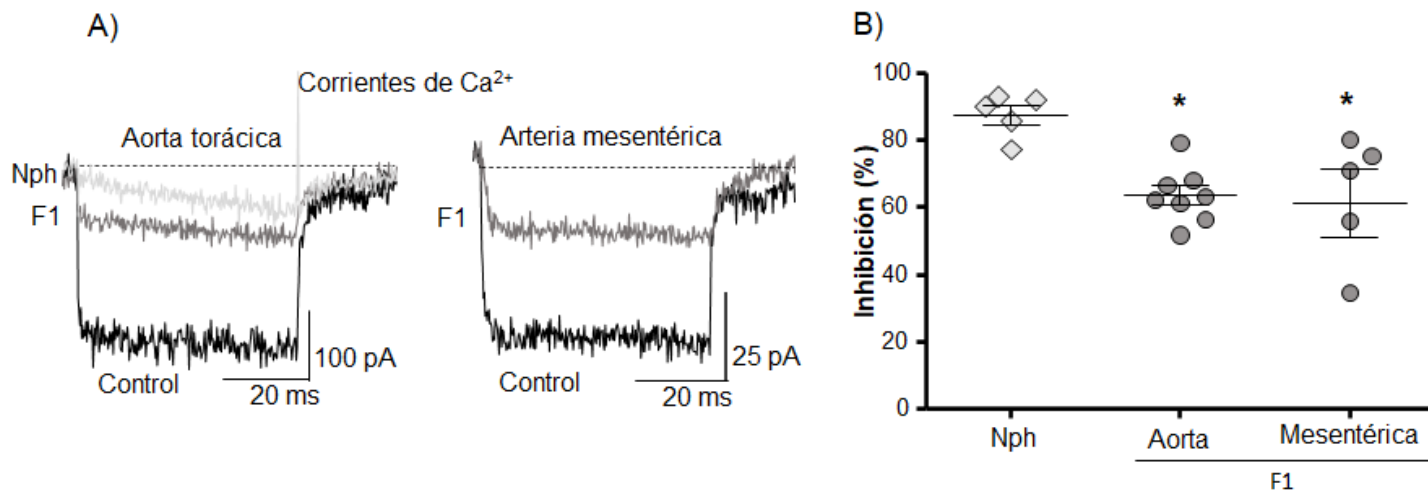 A)
Corrientes de Ca²⁺
Aorta torácica
Arteria mesentérica
Nph
F1
F1
Control
100 pA
20 ms
Control
25 pA
20 ms
B)
Inhibición (%)
100
80
60
40
20
0
* *
Nph Aorta Mesentérica
F1